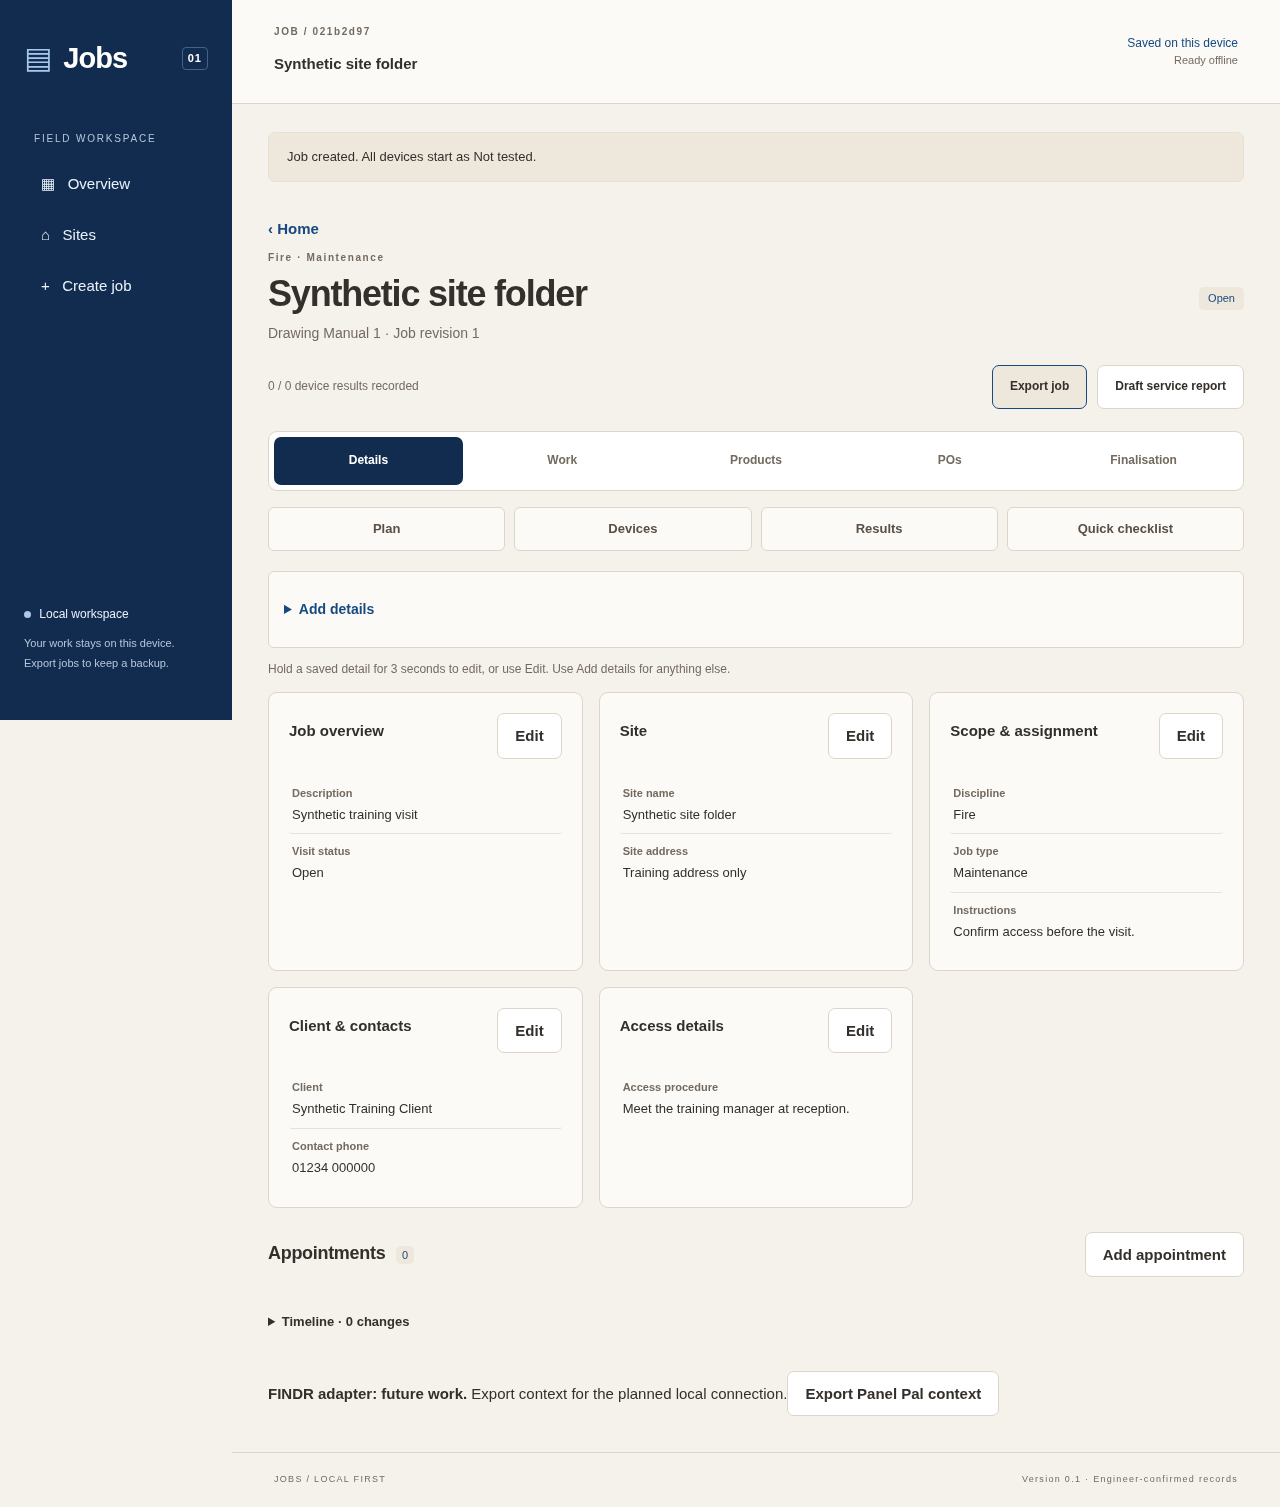 Jobs
01
FIELD WORKSPACE
Overview
Sites
+ Create job
Local workspace
Your work stays on this device.
Export jobs to keep a backup.
JOB / 021b2d97
Synthetic site folder
Saved on this device
Ready offline
Job created. All devices start as Not tested.
‹ Home
Fire · Maintenance
Synthetic site folder
Open
Drawing Manual 1 · Job revision 1
0 / 0 device results recorded
Export job
Draft service report
Details
Work
Products
POs
Finalisation
Plan
Devices
Results
Quick checklist
Add details
Hold a saved detail for 3 seconds to edit, or use Edit. Use Add details for anything else.
Job overview
Edit
Description
Synthetic training visit
Visit status
Open
Site
Edit
Site name
Synthetic site folder
Site address
Training address only
Scope & assignment
Edit
Discipline
Fire
Job type
Maintenance
Instructions
Confirm access before the visit.
Client & contacts
Edit
Client
Synthetic Training Client
Contact phone
01234 000000
Access details
Edit
Access procedure
Meet the training manager at reception.
Appointments
0
Add appointment
Timeline · 0 changes
FINDR adapter: future work. Export context for the planned local connection.
Export Panel Pal context
JOBS / LOCAL FIRST
Version 0.1 · Engineer-confirmed records